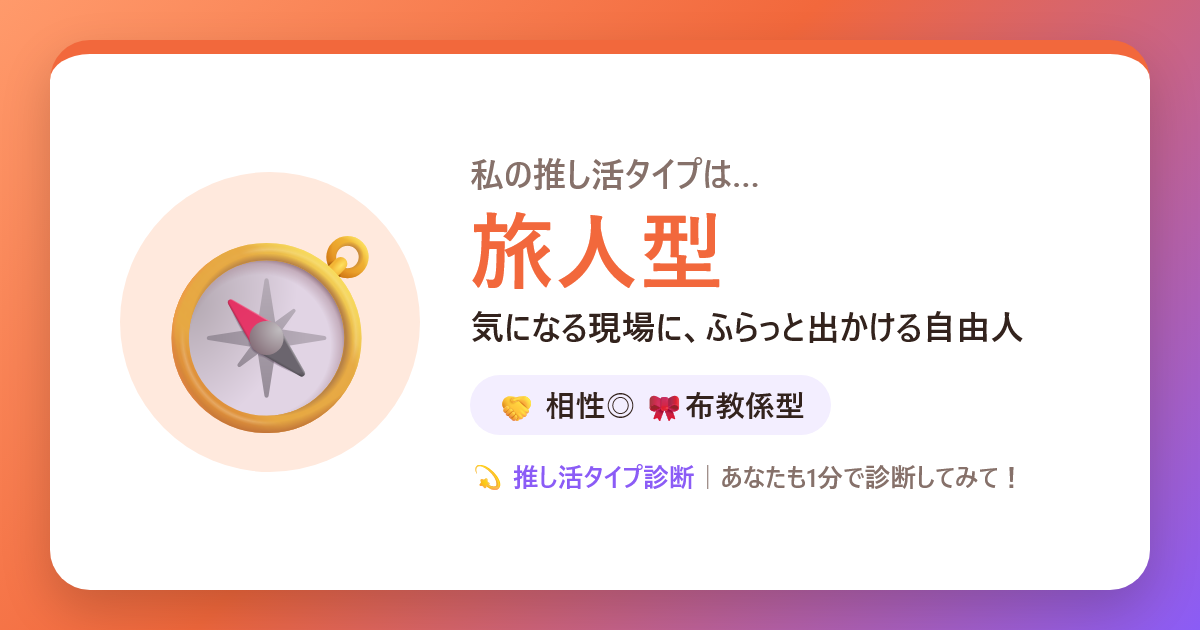 私の推し活タイプは...
旅人型
気になる現場に、ふらっと出かける自由人
🤝 相性◎ 🎀布教係型
💫 推し活タイプ診断｜あなたも1分で診断してみて！